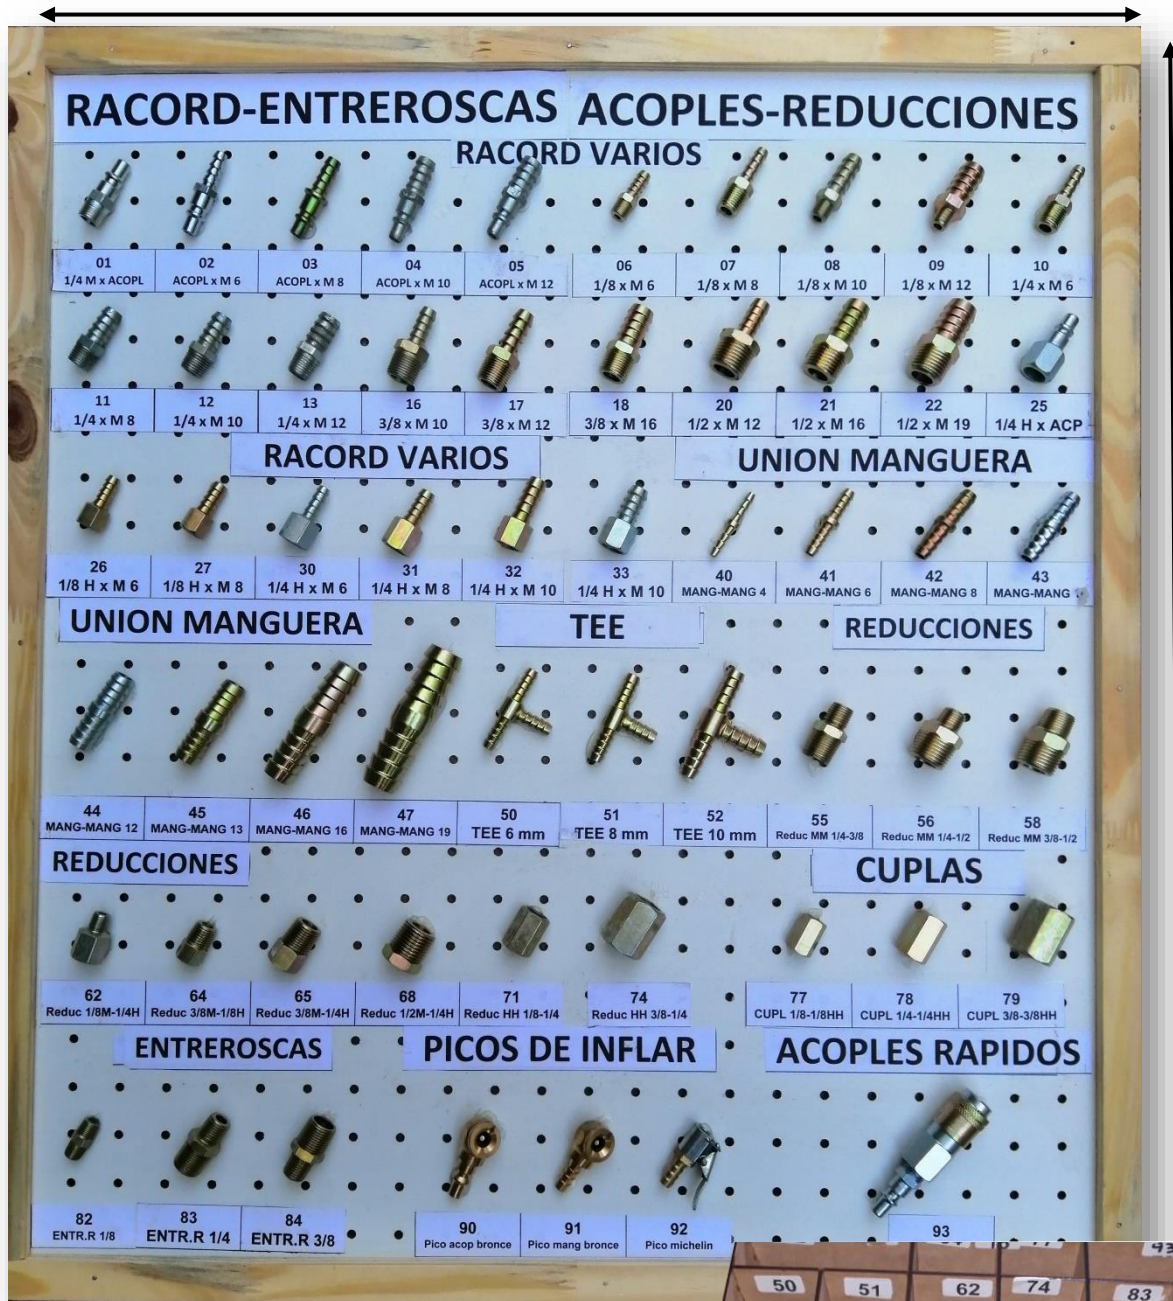 RACORD-ENTREROSCAS ACOPLES-REDUCCIONES
RACORD VARIOS
01 02 03 04 05 06 07 08 09 10
1/4 M x ACOPL ACOPL x M 6 ACOPL x M 8 ACOPL x M 10 ACOPL x M 12 1/8 x M 6 1/8 x M 8 1/8 x M 10 1/8 x M 12 1/4 x M 6
11 12 13 16 17 18 20 21 22 25
1/4 x M 8 1/4 x M 10 1/4 x M 12 3/8 x M 10 3/8 x M 12 3/8 x M 16 1/2 x M 12 1/2 x M 16 1/2 x M 19 1/4 H x ACP
RACORD VARIOS UNION MANGUERA
26 27 30 31 32 33 40 41 42 43
1/8 H x M 6 1/8 H x M 8 1/4 H x M 6 1/4 H x M 8 1/4 H x M 10 1/4 H x M 10 MANG-MANG 4 MANG-MANG 6 MANG-MANG 8 MANG-MANG
UNION MANGUERA TEE REDUCCIONES
44 45 46 47 50 51 52 55 56 58
MANG-MANG 12 MANG-MANG 13 MANG-MANG 16 MANG-MANG 19 TEE 6 mm TEE 8 mm TEE 10 mm Reduc MM 1/4-3/8 Reduc MM 1/4-1/2 Reduc MM 3/8-1/2
REDUCCIONES CUPLAS
62 64 65 68 71 74 77 78 79
Reduc 1/8M-1/4H Reduc 3/8M-1/8H Reduc 3/8M-1/4H Reduc 1/2M-1/4H Reduc HH 1/8-1/4 Reduc HH 3/8-1/4 CUPL 1/8-1/8HH CUPL 1/4-1/4HH CUPL 3/8-3/8HH
ENTREROSCAS PICOS DE INFLAR ACOPLES RAPIDOS
82 83 84 90 91 92 93
ENTR.R 1/8 ENTR.R 1/4 ENTR.R 3/8 Pico acop bronce Pico mang bronce Pico michelin
50 51 62 74 83